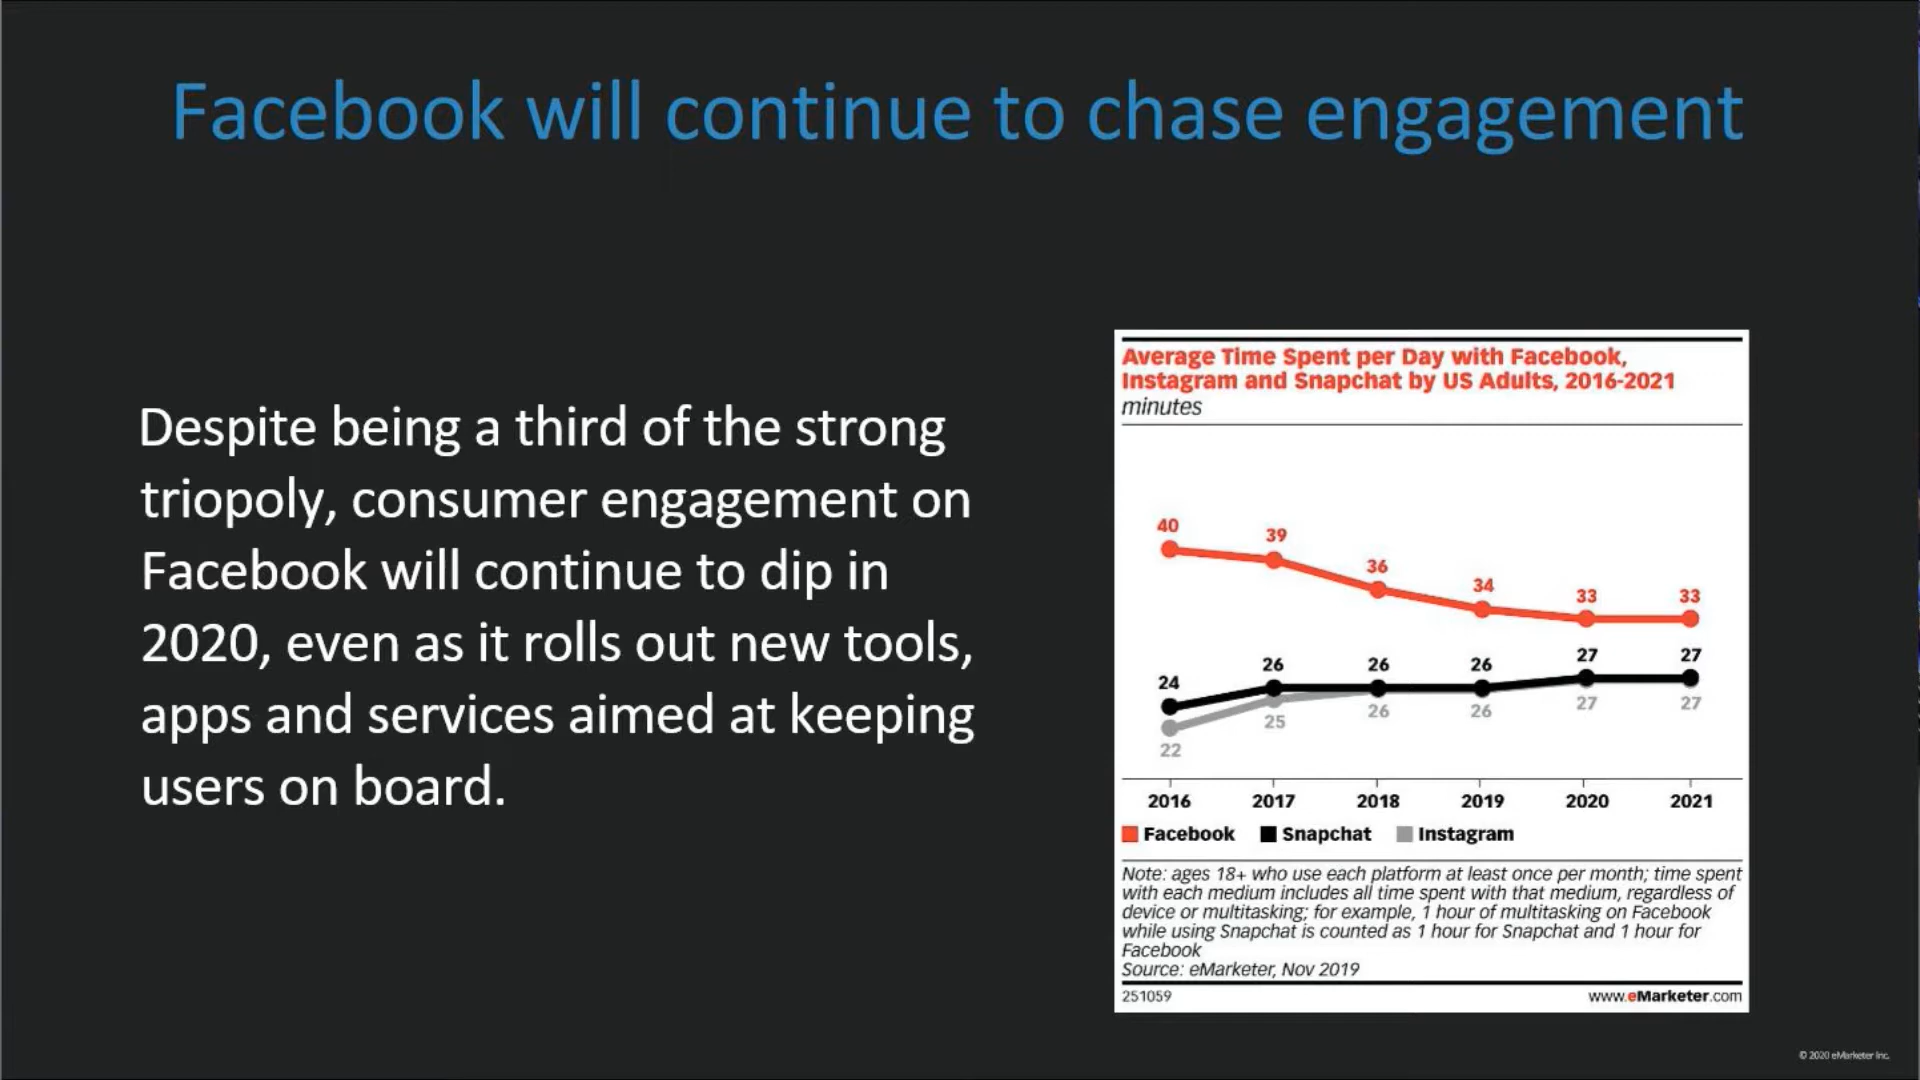 Facebook will continue to chase engagement
Despite being a third of the strong
triopoly, consumer engagement on
Facebook will continue to dip in
2020, even as it rolls out new tools,
apps and services aimed at keeping
users on board.
Average Time Spent per Day with Facebook,
Instagram and Snapchat by US Adults, 2016-2021
minutes
40
39
36
34
33
33
24
26
26
26
27
27
22
25
26
26
27
27
2016 2017 2018 2019 2020 2021
Facebook Snapchat Instagram
Note: ages 18+ who use each platform at least once per month; time spent
with each medium includes all time spent with that medium, regardless of
device or multitasking; for example, 1 hour of multitasking on Facebook
while using Snapchat is counted as 1 hour for Snapchat and 1 hour for
Facebook
Source: eMarketer, Nov 2019
251059 www.eMarketer.com
© 2020 eMarketer Inc.